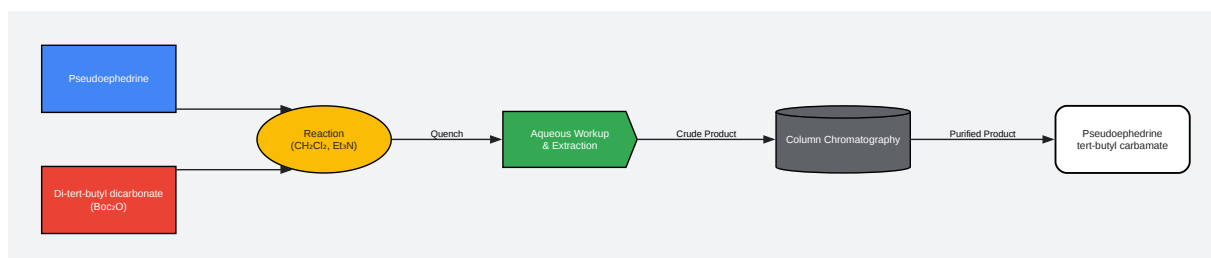 Pseudoephedrine
Di-tert-butyl dicarbonate
(Boc₂O)
Reaction
(CH₂Cl₂, Et₃N)
Quench
Aqueous Workup
& Extraction
Crude Product
Column Chromatography
Purified Product
Pseudoephedrine
tert-butyl carbamate